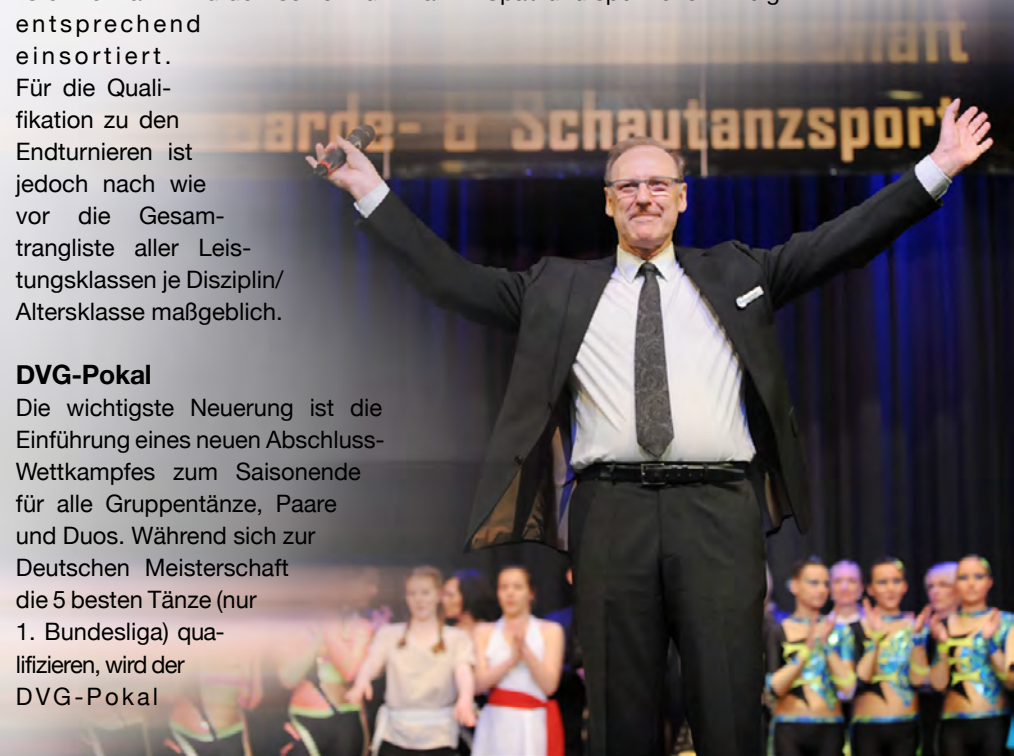 entsprechend
einsortiert.
Für die Quali-
fikation zu den
Endturnieren ist
jedoch nach wie
vor die Gesam-
trangliste aller Leis-
tungsklassen je Disziplin/
Altersklasse maßgeblich.
DVG-Pokal
Die wichtigste Neuerung ist die
Einführung eines neuen Abschluss-
Wettkampfes zum Saisonende
für alle Gruppentänze, Paare
und Duos. Während sich zur
Deutschen Meisterschaft
die 5 besten Tänze (nur
1. Bundesliga) qua-
lifizieren, wird der
DVG-Pokal
arde- & Schautanzsport